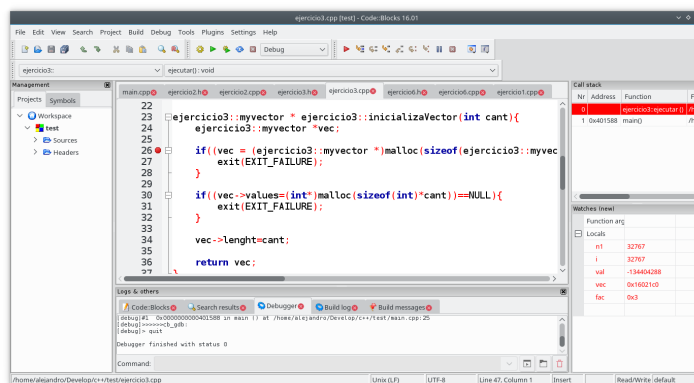 ejercicio3.cpp [test] - Code::Blocks 16.01
File Edit View Search Project Build Debug Tools Plugins Settings Help
Debug
ejercicio3:: ejecutar() : void
Management
Projects Symbols
Workspace
test
Sources
Headers
main.cpp ejercicio2.h ejercicio2.cpp ejercicio3.h ejercicio3.cpp ejercicio6.h ejercicio6.cpp ejercicio1.cpp
22
23 ejercicio3::myvector * ejercicio3::inicializaVector(int cant){
24 ejercicio3::myvector *vec;
25
26 if((vec = (ejercicio3::myvector *)malloc(sizeof(ejercicio3::myvec
27 exit(EXIT_FAILURE);
28 }
29
30 if((vec->values=(int*)malloc(sizeof(int)*cant))==NULL){
31 exit(EXIT_FAILURE);
32 }
33
34 vec->lenght=cant;
35
36 return vec;
37 }
Call stack
Nr Address Function F
0 ejercicio3::ejecutar () /h
1 0x401588 main() /h
Watches (new)
Function arg
Locals
n1 32767
i 32767
val -134404288
vec 0x16021c0
fac 0x3
Logs & others
Code::Blocks Search results Debugger Build log Build messages
[debug]#1 0x0000000000401588 in main () at /home/alejandro/Develop/c++/test/main.cpp:25
[debug]>>>>>>cb_gdb:
[debug]> quit
Debugger finished with status 0
Command:
/home/alejandro/Develop/c++/test/ejercicio3.cpp Unix (LF) UTF-8 Line 47, Column 1 Insert Read/Write default